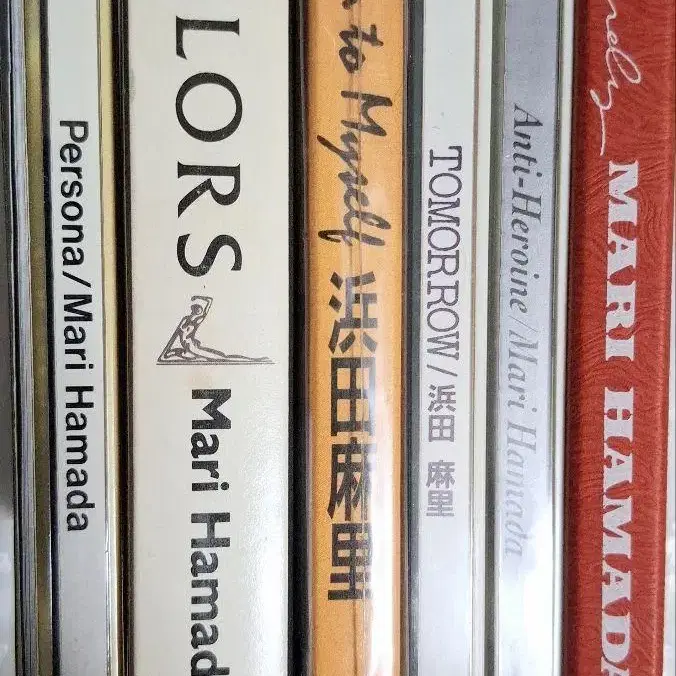 Persona/Mari Hamada
LORS Mari Hamad
to Myself 浜田麻里
TOMORROW/浜田 麻里
Anti-Heroine/Mari Hamada
MARI HAMADA